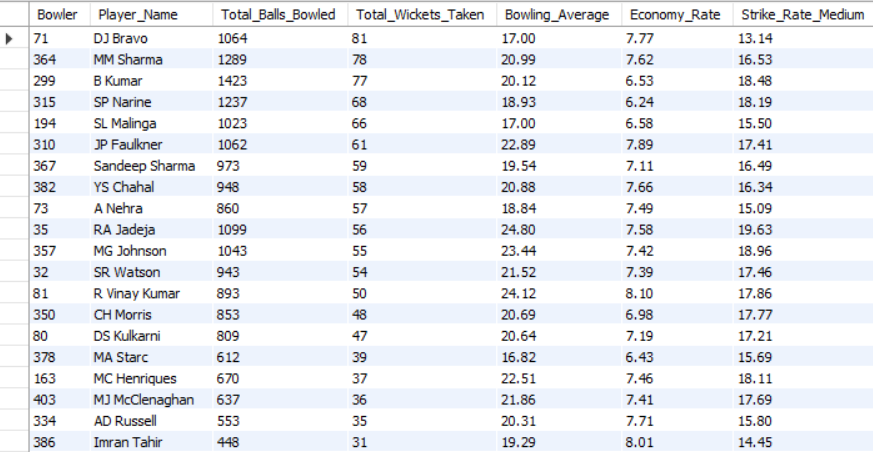 Bowler Player_Name Total_Balls_Bowled Total_Wickets_Taken Bowling_Average Economy_Rate Strike_Rate_Medium
71 DJ Bravo 1064 81 17.00 7.77 13.14
364 MM Sharma 1289 78 20.99 7.62 16.53
299 B Kumar 1423 77 20.12 6.53 18.48
315 SP Narine 1237 68 18.93 6.24 18.19
194 SL Malinga 1023 66 17.00 6.58 15.50
310 JP Faulkner 1062 61 22.89 7.89 17.41
367 Sandeep Sharma 973 59 19.54 7.11 16.49
382 YS Chahal 948 58 20.88 7.66 16.34
73 A Nehra 860 57 18.84 7.49 15.09
35 RA Jadeja 1099 56 24.80 7.58 19.63
357 MG Johnson 1043 55 23.44 7.42 18.96
32 SR Watson 943 54 21.52 7.39 17.46
81 R Vinay Kumar 893 50 24.12 8.10 17.86
350 CH Morris 853 48 20.69 6.98 17.77
80 DS Kulkarni 809 47 20.64 7.19 17.21
378 MA Starc 612 39 16.82 6.43 15.69
163 MC Henriques 670 37 22.51 7.46 18.11
403 MJ McClenaghan 637 36 21.86 7.41 17.69
334 AD Russell 553 35 20.31 7.71 15.80
386 Imran Tahir 448 31 19.29 8.01 14.45